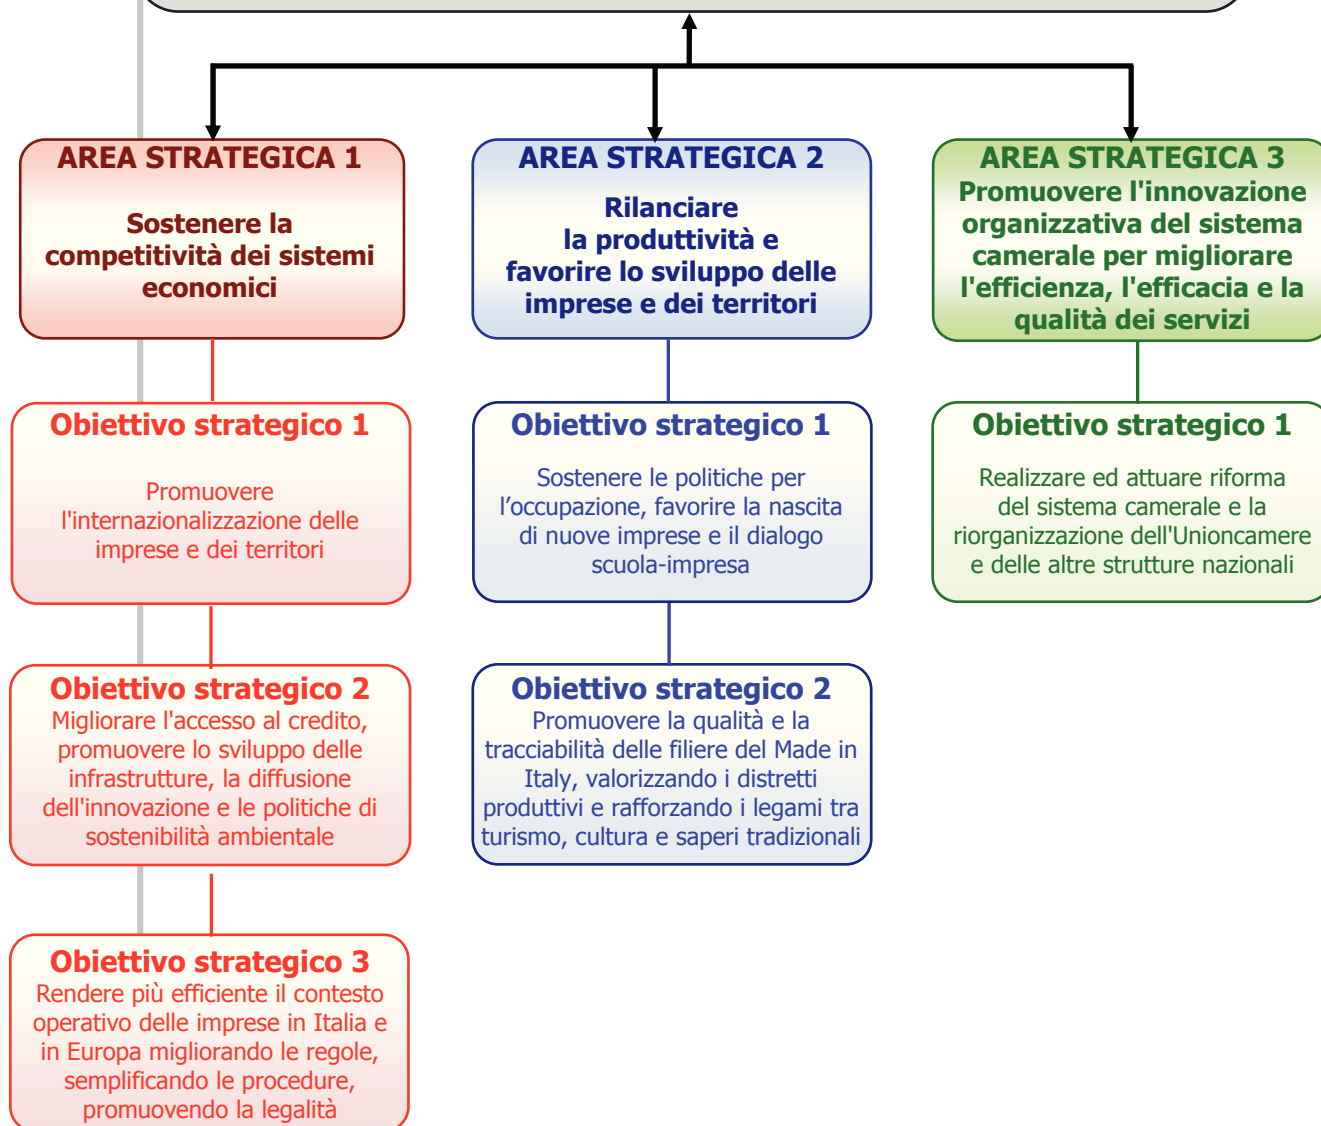 AREA STRATEGICA 1
Sostenere la
competitività dei sistemi
economici
Obiettivo strategico 1
Promuovere
l'internazionalizzazione delle
imprese e dei territori
Obiettivo strategico 2
Migliorare l'accesso al credito,
promuovere lo sviluppo delle
infrastrutture, la diffusione
dell'innovazione e le politiche di
sostenibilità ambientale
Obiettivo strategico 3
Rendere più efficiente il contesto
operativo delle imprese in Italia e
in Europa migliorando le regole,
semplificando le procedure,
promuovendo la legalità
AREA STRATEGICA 2
Rilanciare
la produttività e
favorire lo sviluppo delle
imprese e dei territori
Obiettivo strategico 1
Sostenere le politiche per
l’occupazione, favorire la nascita
di nuove imprese e il dialogo
scuola-impresa
Obiettivo strategico 2
Promuovere la qualità e la
tracciabilità delle filiere del Made in
Italy, valorizzando i distretti
produttivi e rafforzando i legami tra
turismo, cultura e saperi tradizionali
AREA STRATEGICA 3
Promuovere l'innovazione
organizzativa del sistema
camerale per migliorare
l'efficienza, l'efficacia e la
qualità dei servizi
Obiettivo strategico 1
Realizzare ed attuare riforma
del sistema camerale e la
riorganizzazione dell'Unioncamere
e delle altre strutture nazionali